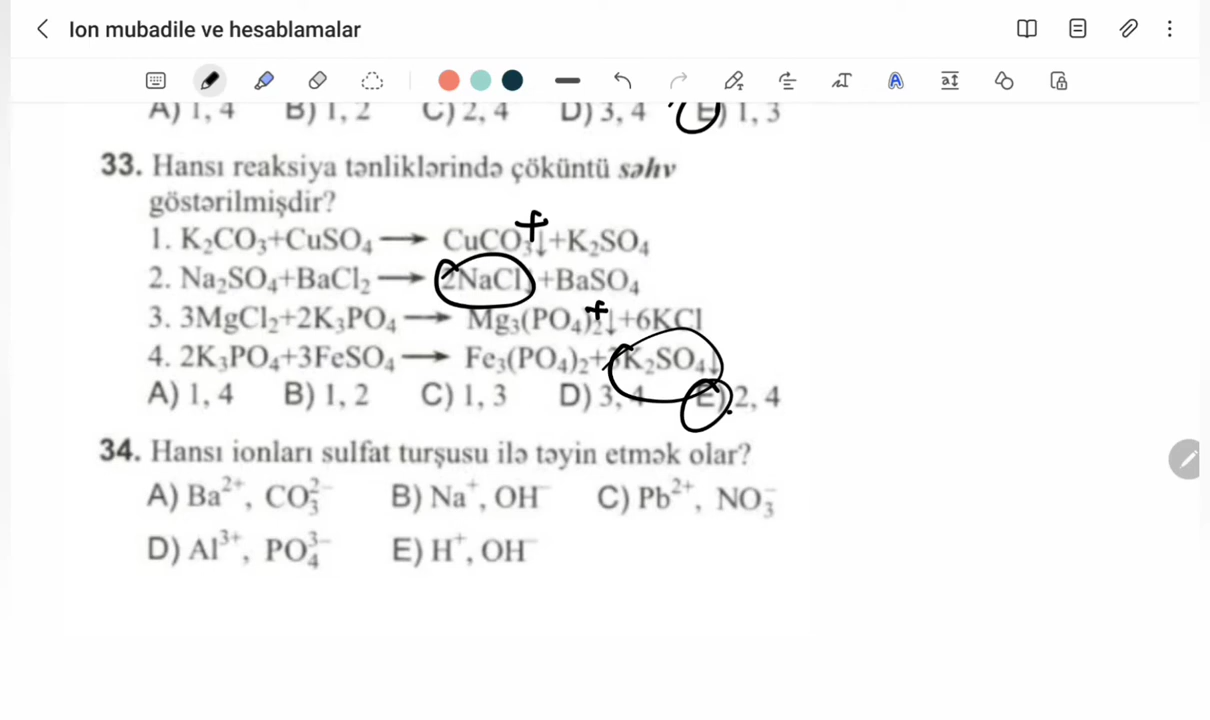 Ion mubadile ve hesablamalar
A) 1, 4 B) 1, 2 C) 2, 4 D) 3, 4 E) 1, 3
33. Hansı reaksiya tənliklərində çöküntü səhv
göstərilmişdir?
1. K₂CO₃+CuSO₄ → CuCO₃↓+K₂SO₄
2. Na₂SO₄+BaCl₂ → 2NaCl↓+BaSO₄
3. 3MgCl₂+2K₃PO₄ → Mg₃(PO₄)₂↓+6KCl
4. 2K₃PO₄+3FeSO₄ → Fe₃(PO₄)₂+3K₂SO₄↓
A) 1, 4 B) 1, 2 C) 1, 3 D) 3, 4 E) 2, 4
34. Hansı ionları sulfat turşusu ilə təyin etmək olar?
A) Ba²⁺, CO₃²⁻ B) Na⁺, OH⁻ C) Pb²⁺, NO₃⁻
D) Al³⁺, PO₄³⁻ E) H⁺, OH⁻